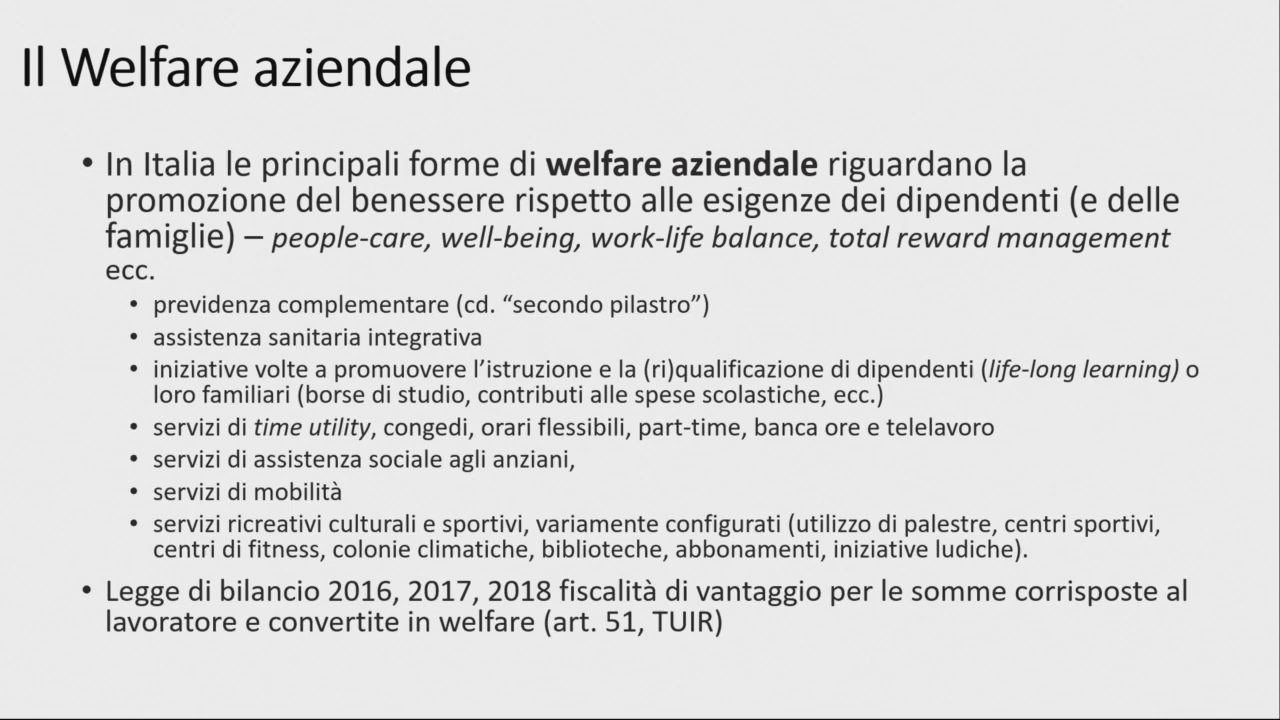 Il Welfare aziendale
• In Italia le principali forme di welfare aziendale riguardano la
promozione del benessere rispetto alle esigenze dei dipendenti (e delle
famiglie) – people-care, well-being, work-life balance, total reward management
ecc.
• previdenza complementare (cd. “secondo pilastro”)
• assistenza sanitaria integrativa
• iniziative volte a promuovere l’istruzione e la (ri)qualificazione di dipendenti (life-long learning) o
loro familiari (borse di studio, contributi alle spese scolastiche, ecc.)
• servizi di time utility, congedi, orari flessibili, part-time, banca ore e telelavoro
• servizi di assistenza sociale agli anziani,
• servizi di mobilità
• servizi ricreativi culturali e sportivi, variamente configurati (utilizzo di palestre, centri sportivi,
centri di fitness, colonie climatiche, biblioteche, abbonamenti, iniziative ludiche).
• Legge di bilancio 2016, 2017, 2018 fiscalità di vantaggio per le somme corrisposte al
lavoratore e convertite in welfare (art. 51, TUIR)